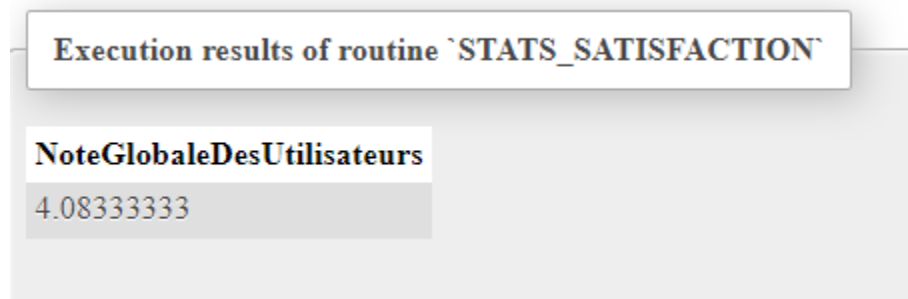 Execution results of routine `STATS_SATISFACTION`
NoteGlobaleDesUtilisateurs
4.08333333